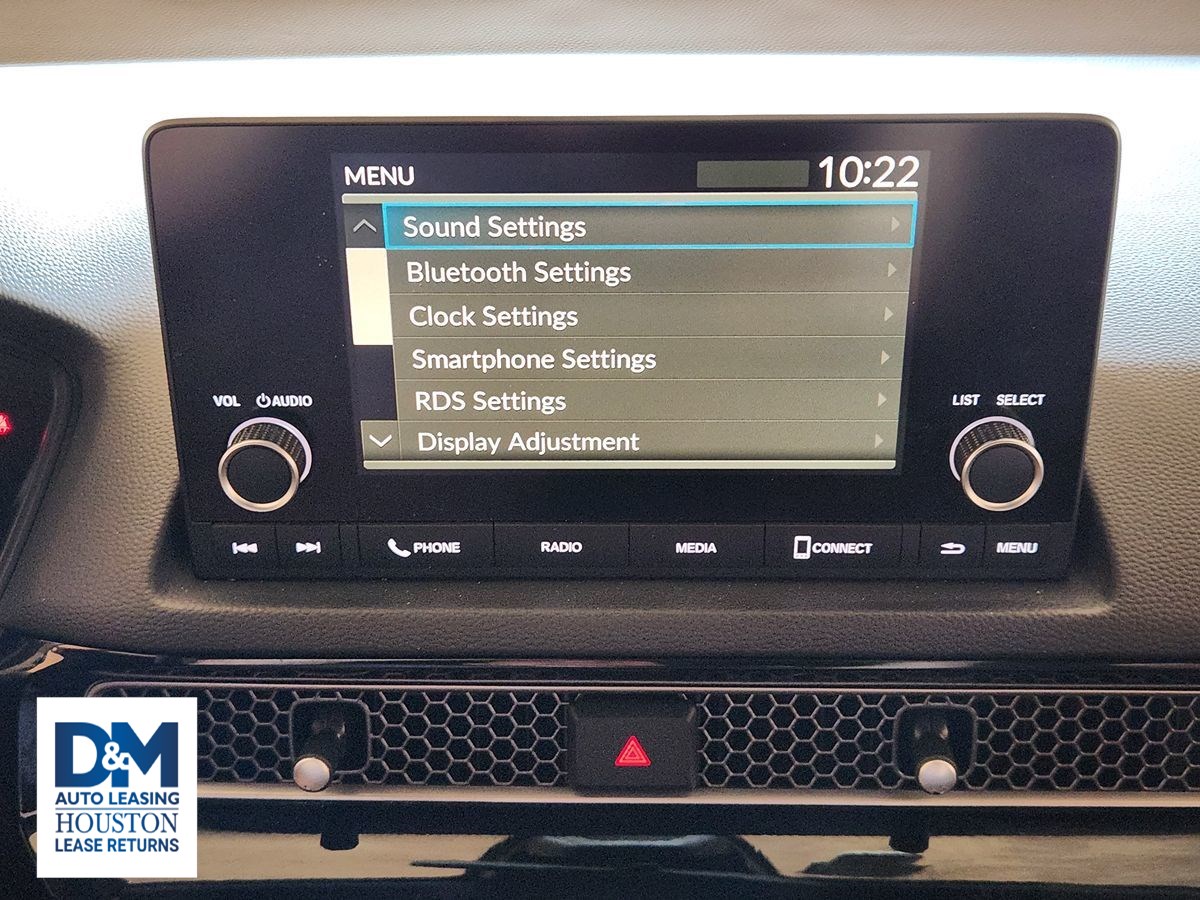 MENU 10:22
Sound Settings
Bluetooth Settings
Clock Settings
Smartphone Settings
RDS Settings
Display Adjustment
VOL AUDIO
LIST SELECT
PHONE RADIO MEDIA CONNECT MENU
D&M
AUTO LEASING
HOUSTON
LEASE RETURNS